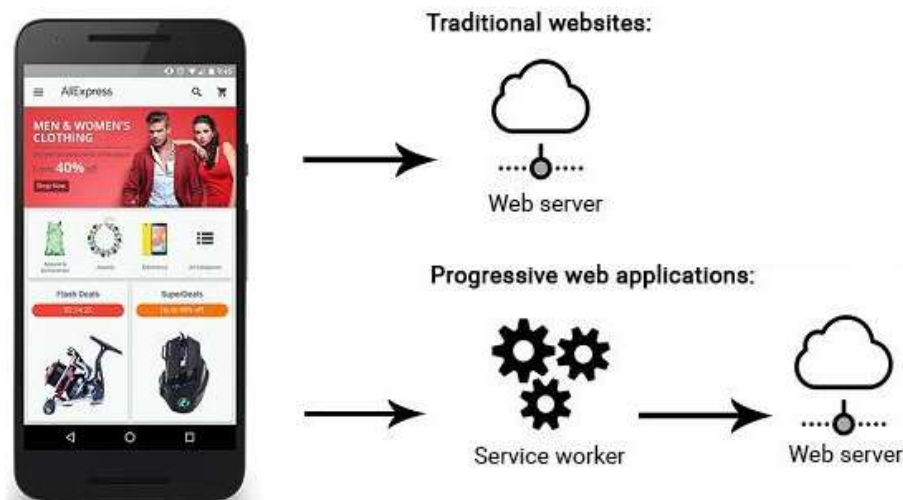 Traditional websites:
AliExpress
MEN & WOMEN'S
CLOTHING
40%
Shop Now
Web server
Progressive web applications:
Flash Deals
SuperDeals
Service worker
Web server